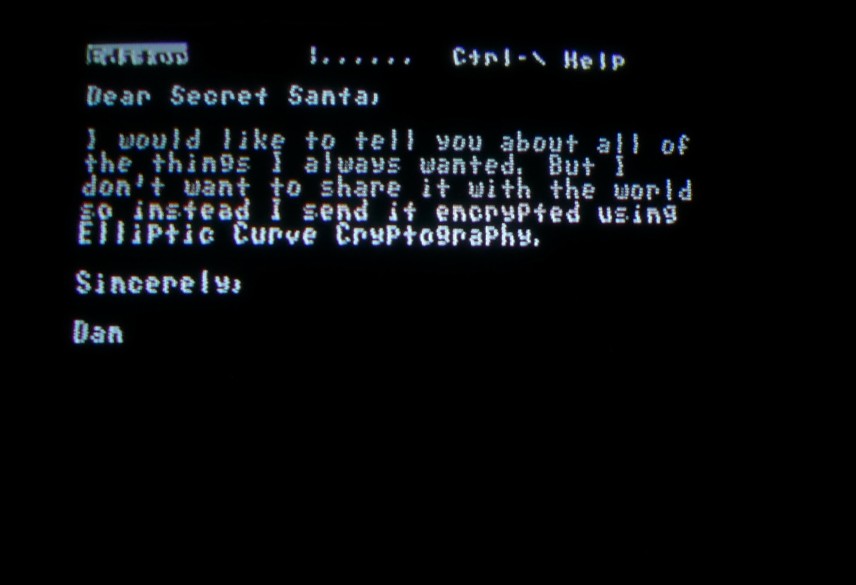 Edition !...... Ctrl-\ Help
Dear Secret Santa,
I would like to tell you about all of
the things I always wanted. But I
don't want to share it with the world
so instead I send it encrypted using
Elliptic Curve Cryptography.
Sincerely,
Dan